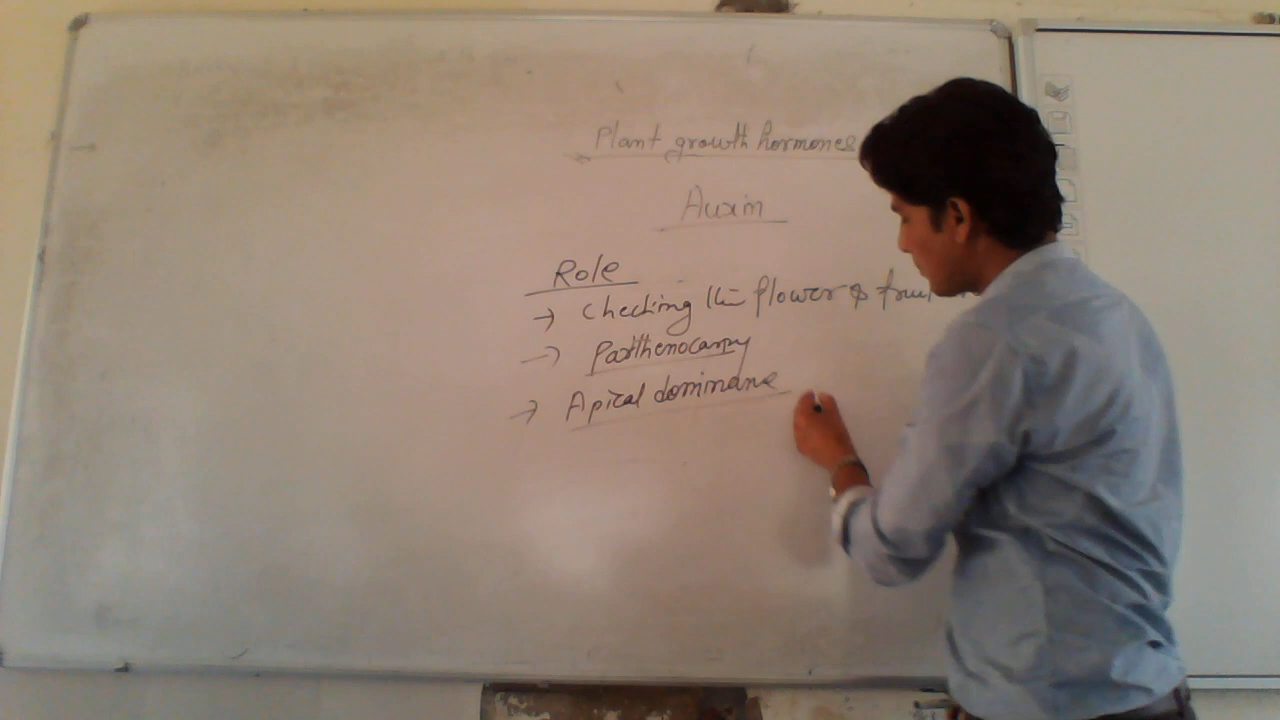 Plant growth hormones
Auxin
Role
→ Checking the flower & fruit
→ Parthenocarpy
→ Apical dominance